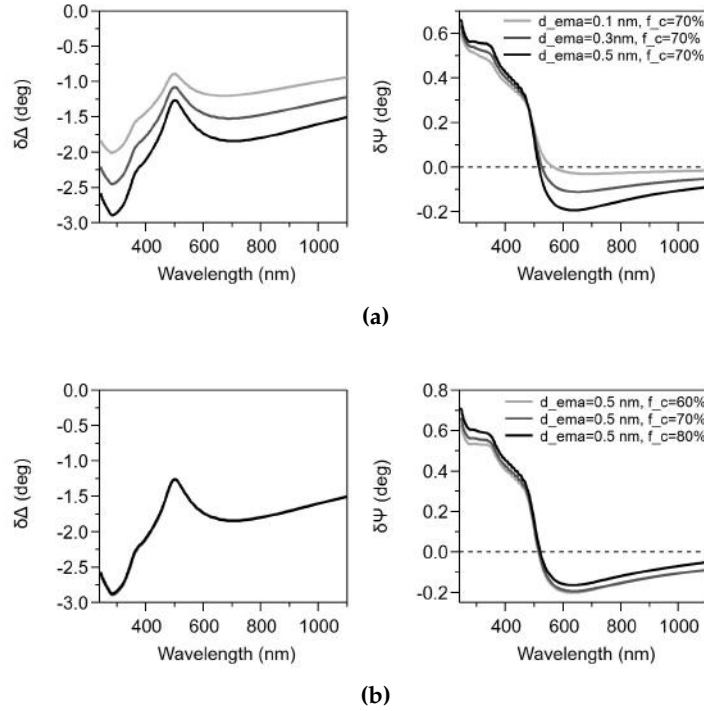 0.0
-0.5
-1.0
-1.5
-2.0
-2.5
-3.0
δΔ (deg)
400 600 800 1000
Wavelength (nm)
0.6
0.4
0.2
0.0
-0.2
δΨ (deg)
d_ema=0.1 nm, f_c=70%
d_ema=0.3nm, f_c=70%
d_ema=0.5 nm, f_c=70%
400 600 800 1000
Wavelength (nm)
(a)
0.0
-0.5
-1.0
-1.5
-2.0
-2.5
-3.0
δΔ (deg)
400 600 800 1000
Wavelength (nm)
0.8
0.6
0.4
0.2
0.0
-0.2
δΨ (deg)
d_ema=0.5 nm, f_c=60%
d_ema=0.5 nm, f_c=70%
d_ema=0.5 nm, f_c=80%
400 600 800 1000
Wavelength (nm)
(b)